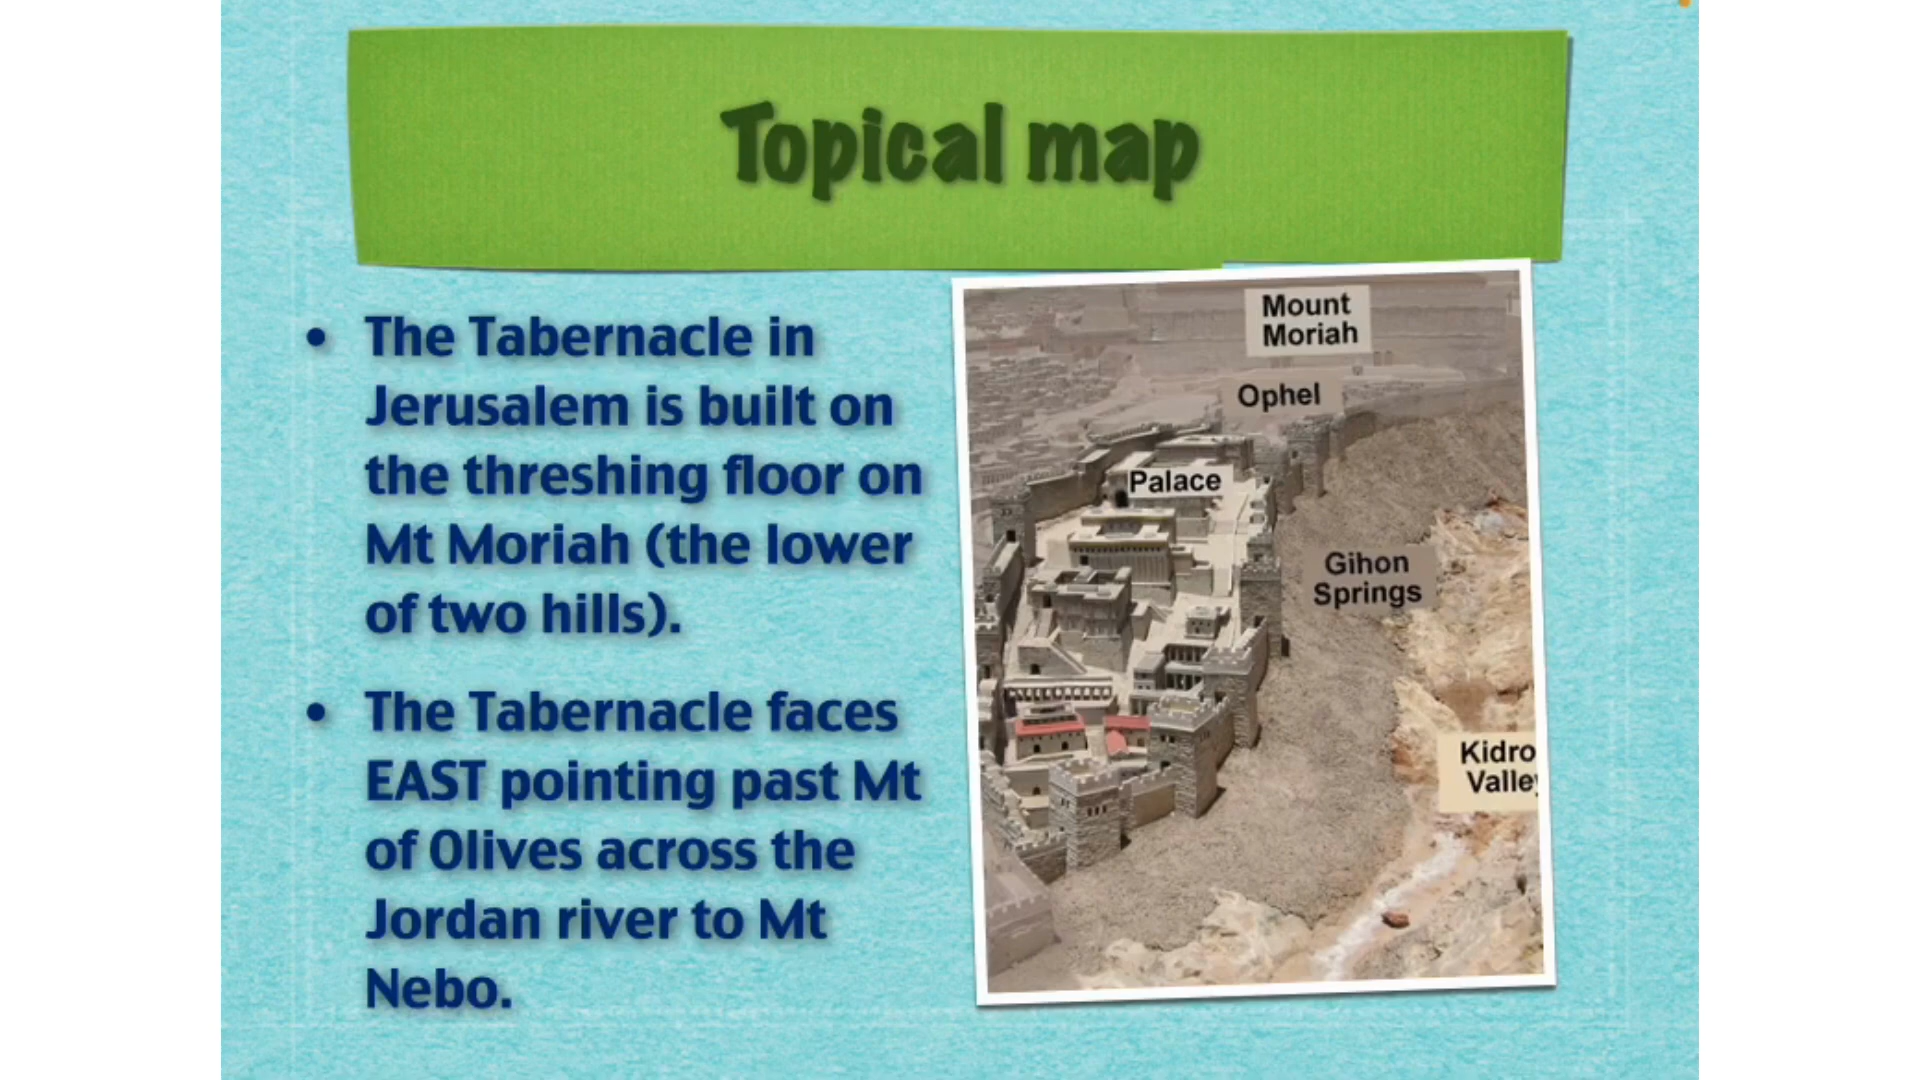 Topical map
• The Tabernacle in
Jerusalem is built on
the threshing floor on
Mt Moriah (the lower
of two hills).
• The Tabernacle faces
EAST pointing past Mt
of Olives across the
Jordan river to Mt
Nebo.
Mount
Moriah
Ophel
Palace
Gihon
Springs
Kidro
Valley